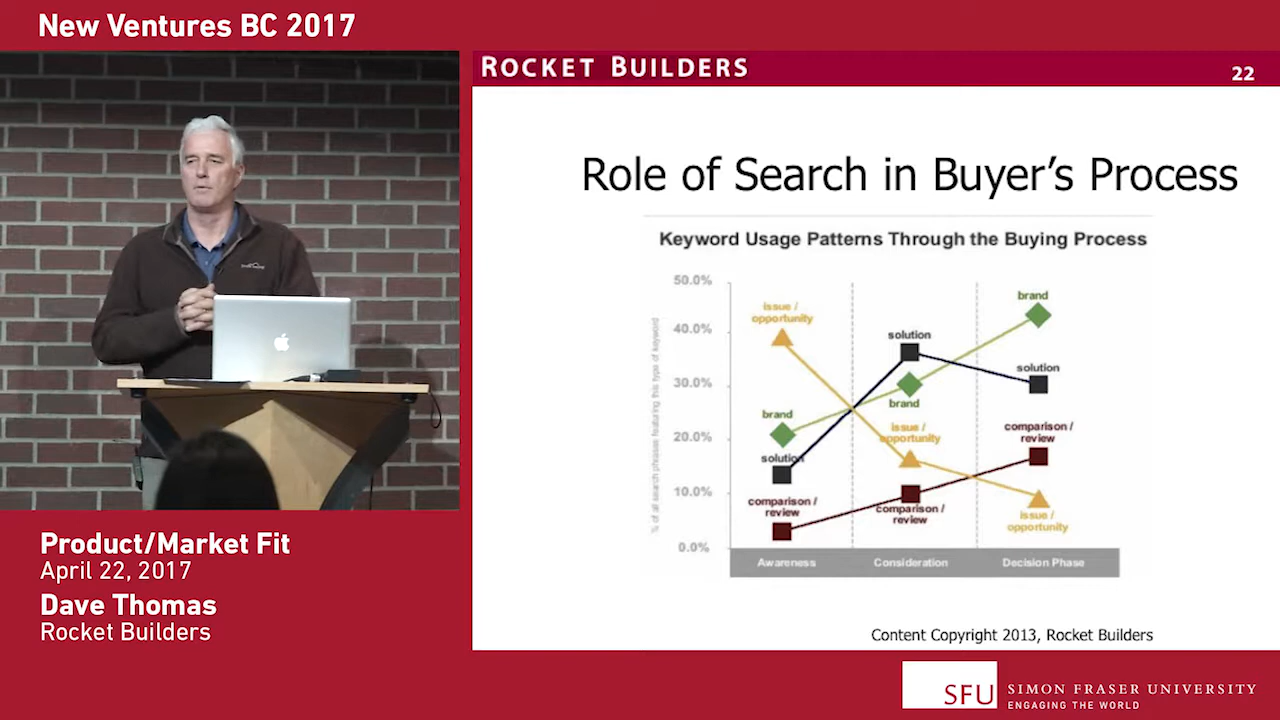 New Ventures BC 2017
ROCKET BUILDERS
22
Role of Search in Buyer's Process
Keyword Usage Patterns Through the Buying Process
% of all search phrases featuring this type of keyword
50.0%
40.0%
30.0%
20.0%
10.0%
0.0%
issue /
opportunity
brand
solution
comparison /
review
solution
brand
issue /
opportunity
comparison /
review
brand
solution
comparison /
review
issue /
opportunity
Awareness
Consideration
Decision Phase
Content Copyright 2013, Rocket Builders
Product/Market Fit
April 22, 2017
Dave Thomas
Rocket Builders
SFU
SIMON FRASER UNIVERSITY
ENGAGING THE WORLD